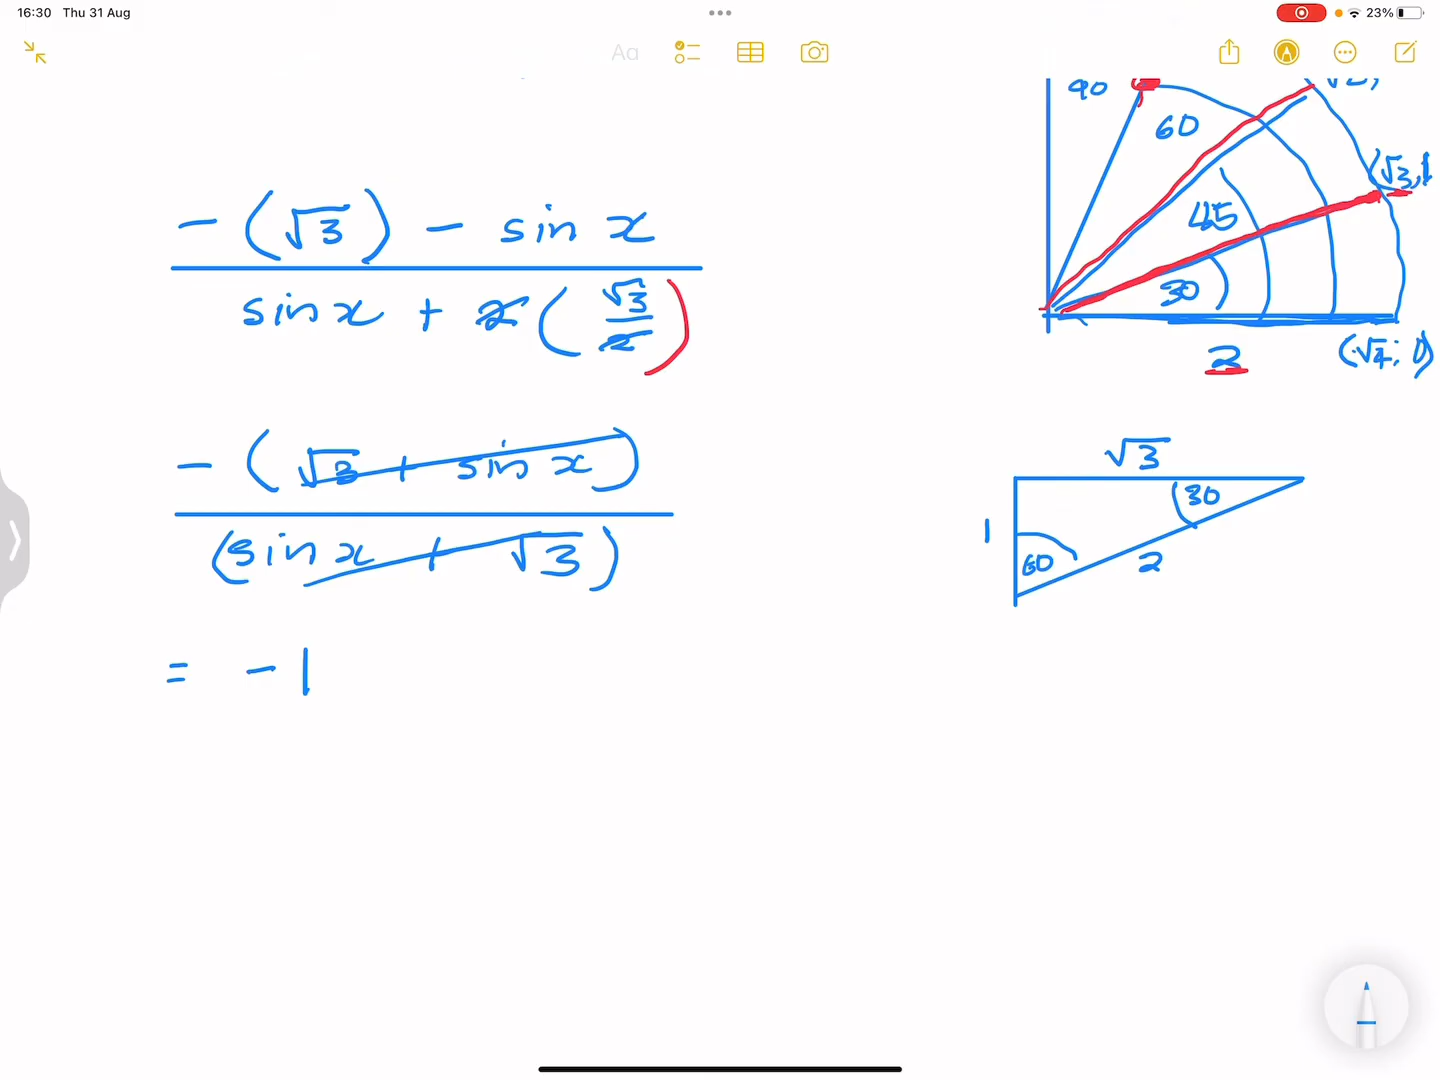 16:30 Thu 31 Aug
23%
Aa
-(√3) - sin x
sin x + 2(√3/2)
-(√3 + sin x)
(sin x + √3)
= -1
90
60
45
30
(√3,1
2
(√4; 0)
√3
30
1
60
2